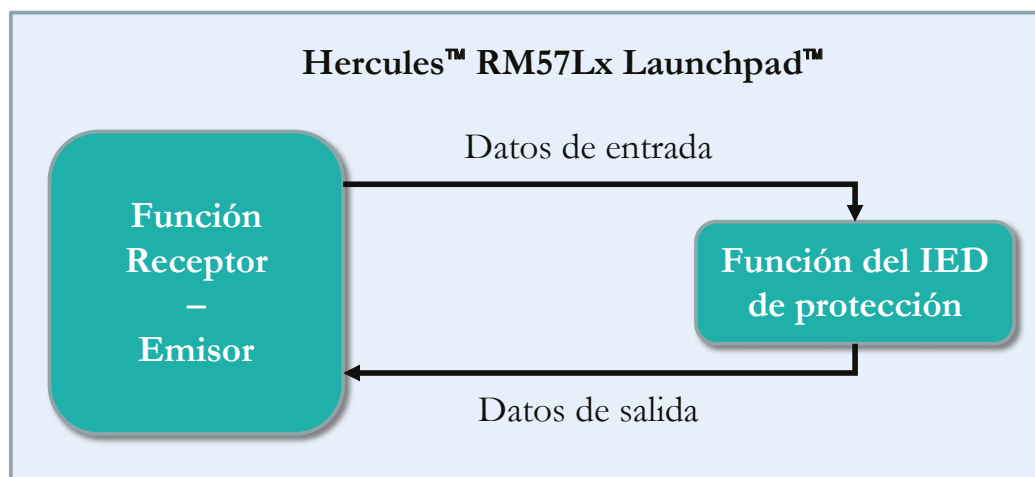 Hercules™ RM57Lx Launchpad™
Datos de entrada
Función
Receptor
–
Emisor
Función del IED
de protección
Datos de salida